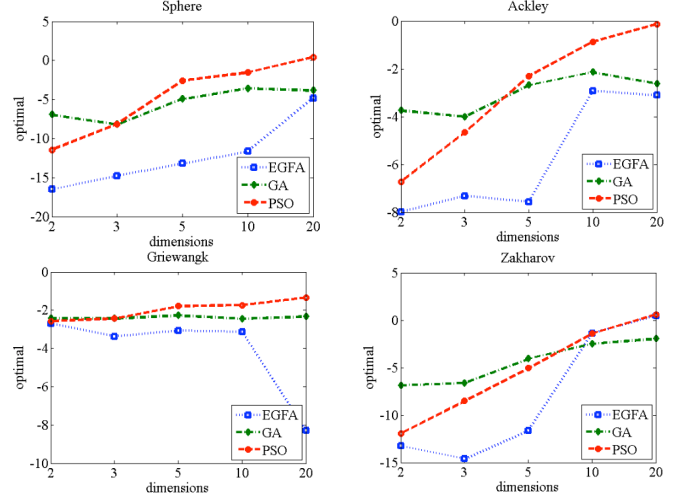 Sphere
5
0
-5
-10
-15
-20
optimal
EGFA
GA
PSO
2 3 5 10 20
dimensions
Ackley
0
-2
-4
-6
-8
optimal
EGFA
GA
PSO
2 3 5 10 20
dimensions
Griewangk
0
-2
-4
-6
-8
-10
optimal
EGFA
GA
PSO
2 3 5 10 20
dimensions
Zakharov
5
0
-5
-10
-15
optimal
EGFA
GA
PSO
2 3 5 10 20
dimensions